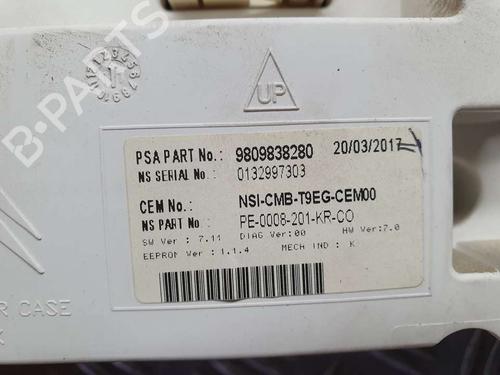 UP
PSA PART No.: 9809838280 20/03/2017
NS SERIAL No.: 0132997303
CEM No.: NSI-CMB-T9EG-CEM00
NS PART No.: PE-0008-201-KR-CO
SW Ver : 7.11 DIAG Ver:00 HW Ver:7.0
EEPROM Ver : 1.1.4 MECH IND : K
R CASE
K
B-PARTS